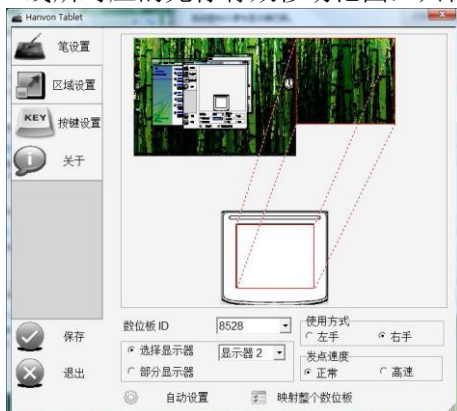 Hanvon Tablet
笔设置
区域设置
KEY 按键设置
关于
保存
退出
数位板 ID 8528
选择显示器 显示器 2
部分显示器
使用方式
左手 右手
发点速度
正常 高速
自动设置 映射整个数位板